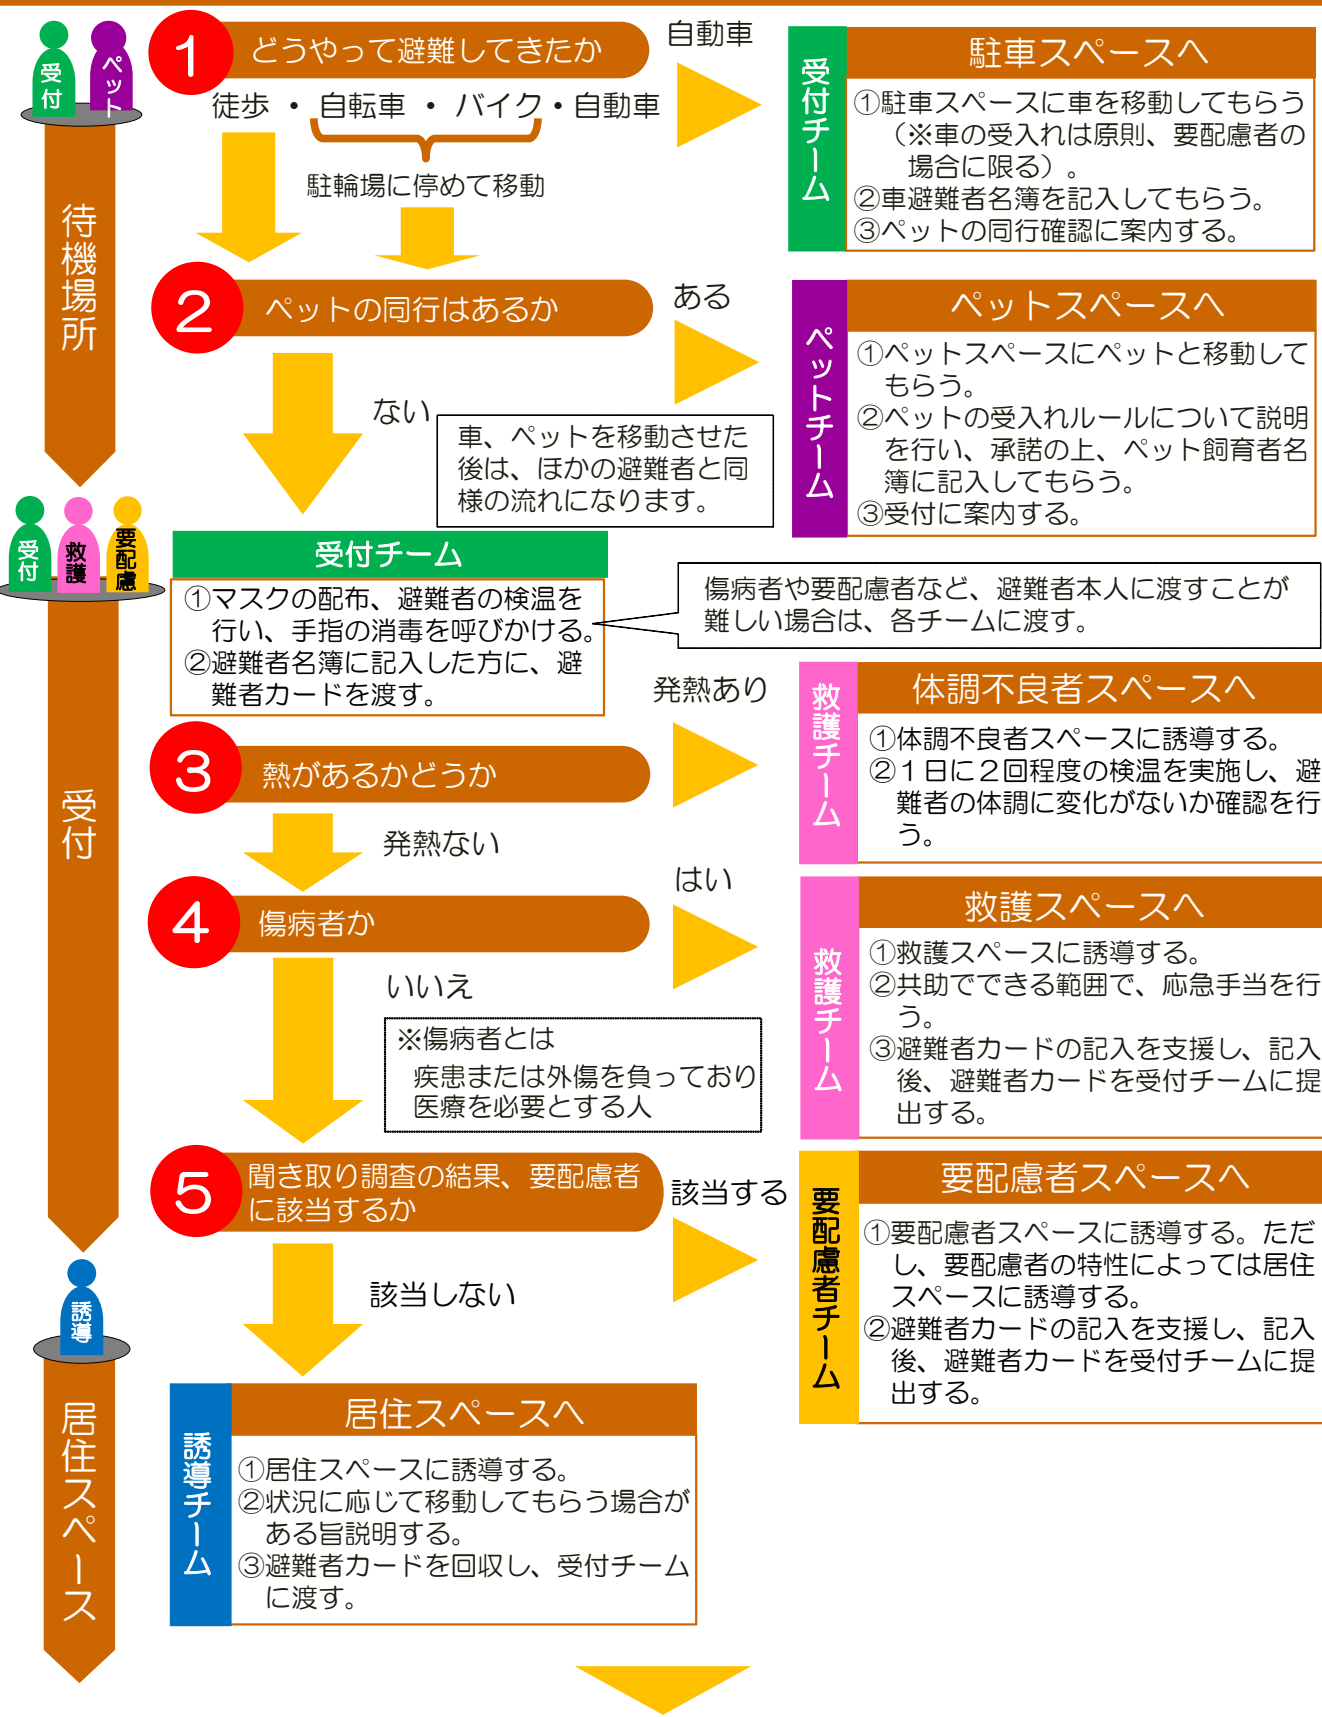 受付
ペット
待機場所
1
どうやって避難してきたか
自動車
徒歩 ・ 自転車 ・ バイク・自動車
駐輪場に停めて移動
受付チーム
駐車スペースへ
①駐車スペースに車を移動してもらう
（※車の受入れは原則、要配慮者の
場合に限る）。
②車避難者名簿を記入してもらう。
③ペットの同行確認に案内する。
2
ペットの同行はあるか
ある
ない
車、ペットを移動させた
後は、ほかの避難者と同
様の流れになります。
ペットチーム
ペットスペースへ
①ペットスペースにペットと移動して
もらう。
②ペットの受入れルールについて説明
を行い、承諾の上、ペット飼育者名
簿に記入してもらう。
③受付に案内する。
受付
救護
要配慮
受付
受付チーム
①マスクの配布、避難者の検温を
行い、手指の消毒を呼びかける。
②避難者名簿に記入した方に、避
難者カードを渡す。
傷病者や要配慮者など、避難者本人に渡すことが
難しい場合は、各チームに渡す。
3
熱があるかどうか
発熱あり
発熱ない
救護チーム
体調不良者スペースへ
①体調不良者スペースに誘導する。
②１日に２回程度の検温を実施し、避
難者の体調に変化がないか確認を行
う。
4
傷病者か
はい
いいえ
※傷病者とは
疾患または外傷を負っており
医療を必要とする人
救護チーム
救護スペースへ
①救護スペースに誘導する。
②共助でできる範囲で、応急手当を行
う。
③避難者カードの記入を支援し、記入
後、避難者カードを受付チームに提
出する。
5
聞き取り調査の結果、要配慮者
に該当するか
該当する
該当しない
要配慮者チーム
要配慮者スペースへ
①要配慮者スペースに誘導する。ただ
し、要配慮者の特性によっては居住
スペースに誘導する。
②避難者カードの記入を支援し、記入
後、避難者カードを受付チームに提
出する。
誘導
居住スペース
誘導チーム
居住スペースへ
①居住スペースに誘導する。
②状況に応じて移動してもらう場合が
ある旨説明する。
③避難者カードを回収し、受付チーム
に渡す。